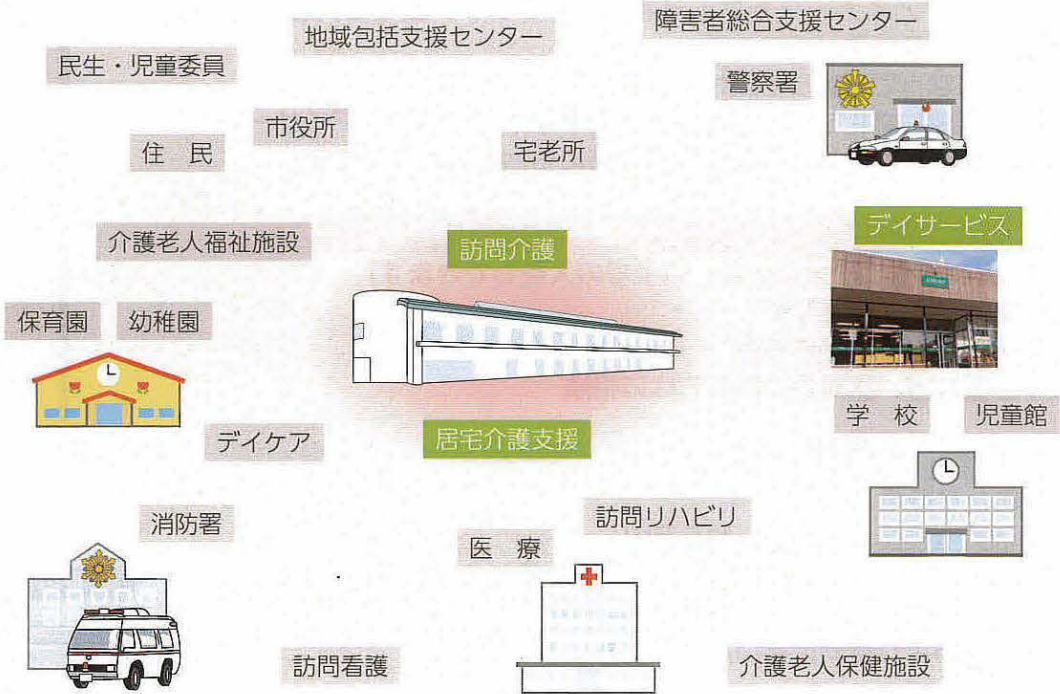 障害者総合支援センター
地域包括支援センター
民生・児童委員
警察署
市役所
住　民
宅老所
デイサービス
介護老人福祉施設
訪問介護
保育園
幼稚園
学　校
児童館
デイケア
居宅介護支援
消防署
訪問リハビリ
医　療
訪問看護
介護老人保健施設